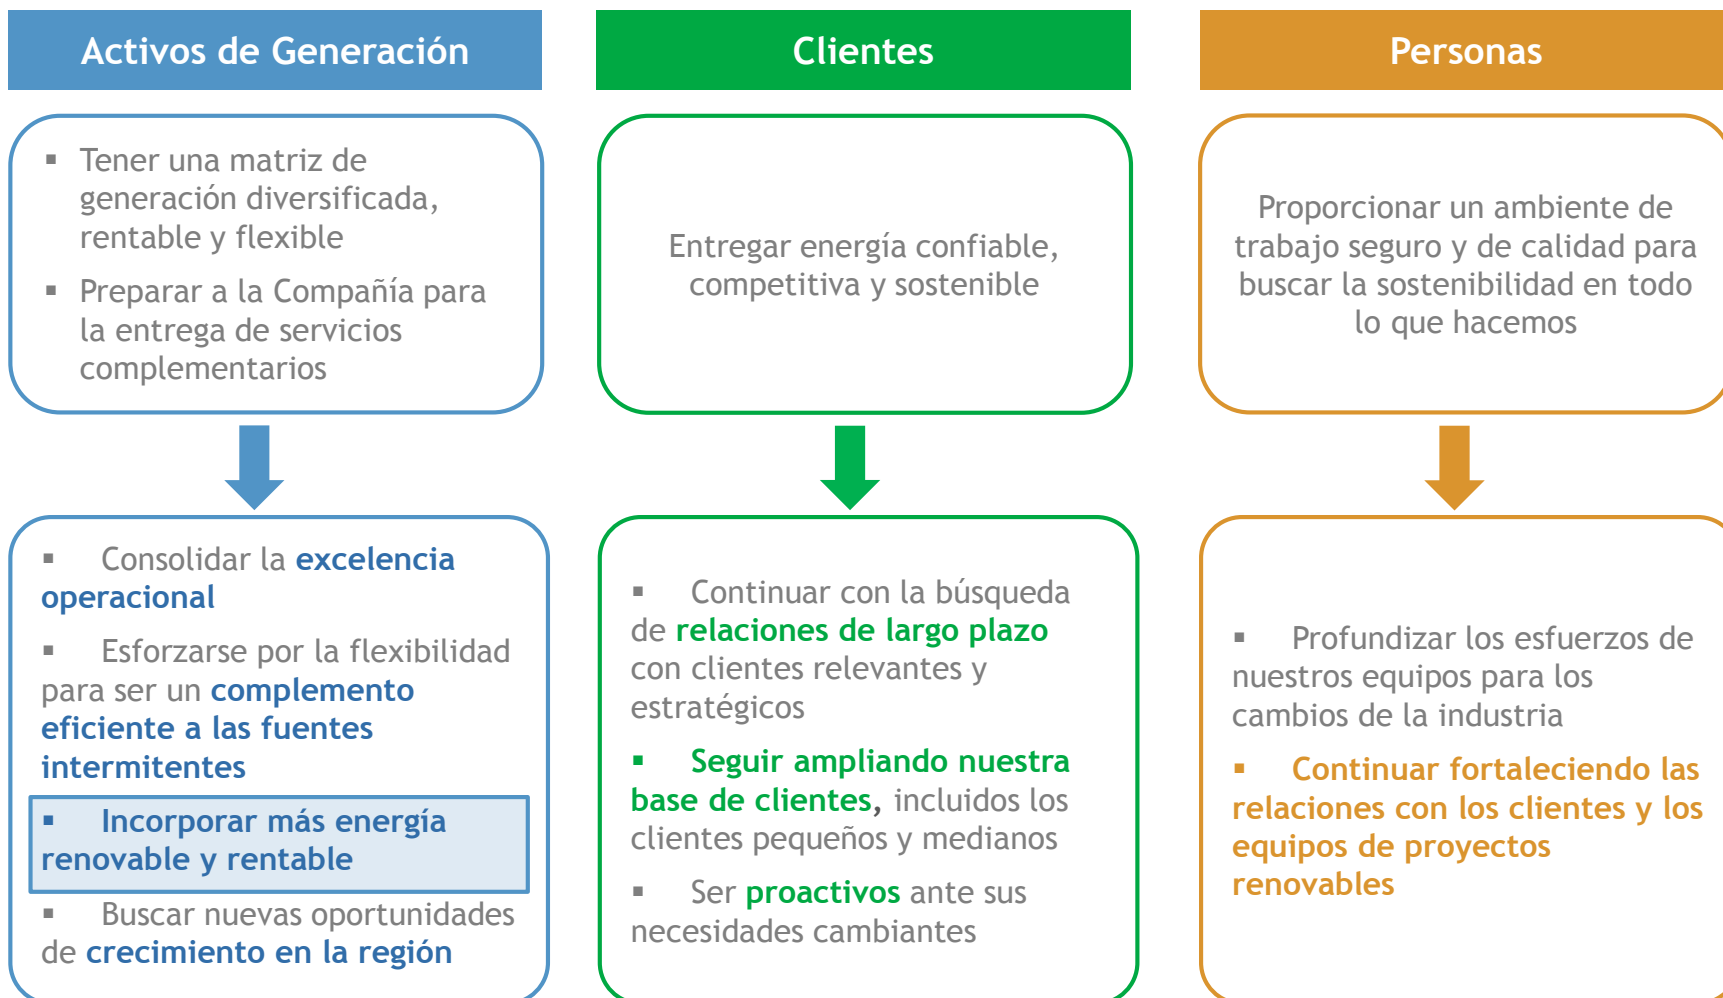 Activos de Generación
▪ Tener una matriz de
generación diversificada,
rentable y flexible
▪ Preparar a la Compañía para
la entrega de servicios
complementarios
▪ Consolidar la excelencia
operacional
▪ Esforzarse por la flexibilidad
para ser un complemento
eficiente a las fuentes
intermitentes
▪ Incorporar más energía
renovable y rentable
▪ Buscar nuevas oportunidades
de crecimiento en la región
Clientes
Entregar energía confiable,
competitiva y sostenible
▪ Continuar con la búsqueda
de relaciones de largo plazo
con clientes relevantes y
estratégicos
▪ Seguir ampliando nuestra
base de clientes, incluidos los
clientes pequeños y medianos
▪ Ser proactivos ante sus
necesidades cambiantes
Personas
Proporcionar un ambiente de
trabajo seguro y de calidad para
buscar la sostenibilidad en todo
lo que hacemos
▪ Profundizar los esfuerzos de
nuestros equipos para los
cambios de la industria
▪ Continuar fortaleciendo las
relaciones con los clientes y los
equipos de proyectos
renovables